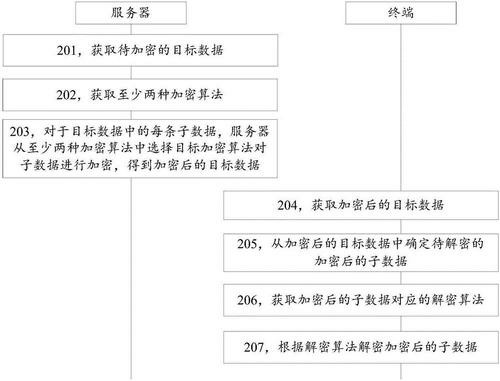 服务器
终端
201，获取待加密的目标数据
202，获取至少两种加密算法
203，对于目标数据中的每条子数据，服务器
从至少两种加密算法中选择目标加密算法对
子数据进行加密，得到加密后的目标数据
204，获取加密后的目标数据
205，从加密后的目标数据中确定待解密的
加密后的子数据
206，获取加密后的子数据对应的解密算法
207，根据解密算法解密加密后的子数据